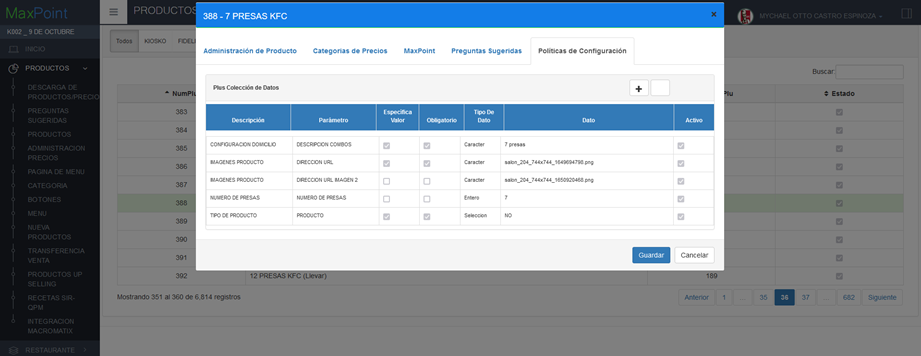 MaxPoint
PRODUCTOS
MYCHAEL OTTO CASTRO ESPINOZA
K002 _ 9 DE OCTUBRE
INICIO
PRODUCTOS
DESCARGA DE
PRODUCTOS/PRECIO
PREGUNTAS
SUGERIDAS
PRODUCTOS
ADMINISTRACION
PRECIOS
PAGINA DE MENU
CATEGORIA
BOTONES
MENU
NUEVA
PRODUCTOS
TRANSFERENCIA
VENTA
PRODUCTOS UP
SELLING
RECETAS SIR-
QPM
INTEGRACION
MACROMATIX
RESTAURANTE
Todos KIOSKO FIDELI
Buscar:
NumPlu Plu Estado
383
384
385
386
387
388
389
390
391
392 12 PRESAS KFC (Llevar) 169
Mostrando 351 al 360 de 6,814 registros
Anterior 1 ... 35 36 37 ... 682 Siguiente
388 - 7 PRESAS KFC ×
Administración de Producto Categorias de Precios MaxPoint Preguntas Sugeridas Políticas de Configuración
Plus Colección de Datos +
Descripción Parámetro Especifica Valor Obligatorio Tipo De Dato Dato Activo
CONFIGURACION DOMICILIO DESCRIPCION COMBOS Caracter 7 presas
IMAGENES PRODUCTO DIRECCION URL Caracter salon_204_744x744_1649694798.png
IMAGENES PRODUCTO DIRECCION URL IMAGEN 2 Caracter salon_204_744x744_1650920468.png
NUMERO DE PRESAS NUMERO DE PRESAS Entero 7
TIPO DE PRODUCTO PRODUCTO Seleccion NO
Guardar Cancelar